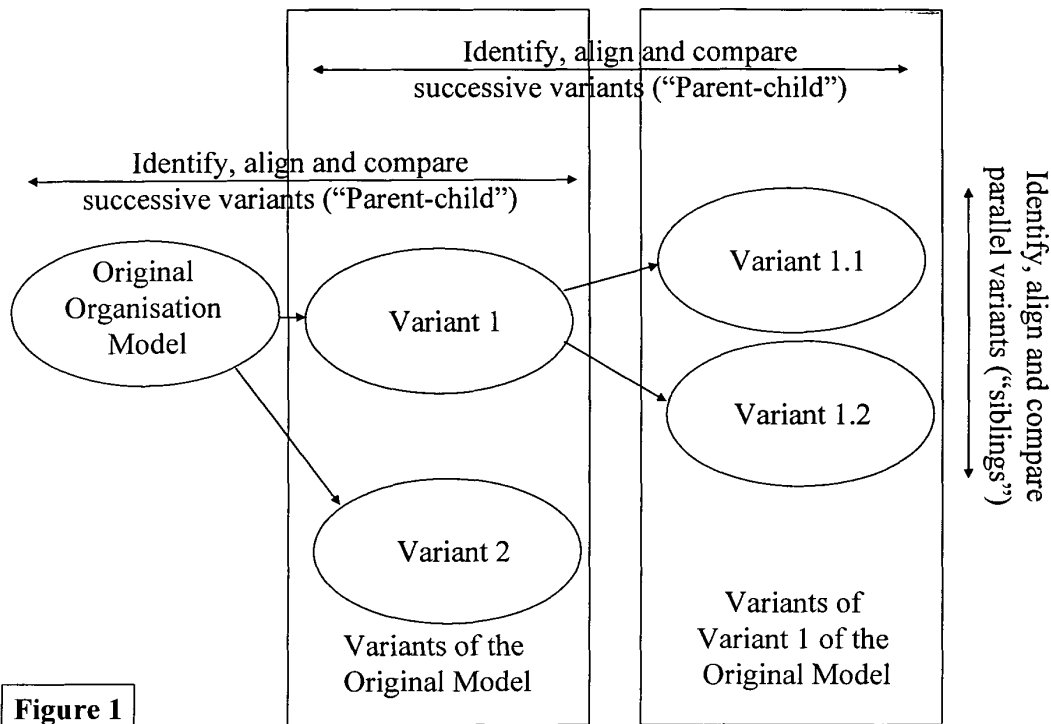 Identify, align and compare
successive variants (“Parent-child”)
Identify, align and compare
successive variants (“Parent-child”)
Original
Organisation
Model
Variant 1
Variant 2
Variants of the
Original Model
Variant 1.1
Variant 1.2
Variants of
Variant 1 of the
Original Model
Identify, align and compare
parallel variants (“siblings”)
Figure 1